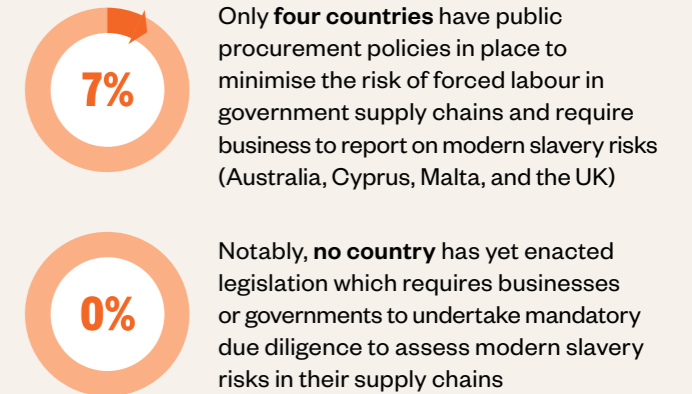 7%
Only four countries have public
procurement policies in place to
minimise the risk of forced labour in
government supply chains and require
business to report on modern slavery risks
(Australia, Cyprus, Malta, and the UK)
0%
Notably, no country has yet enacted
legislation which requires businesses
or governments to undertake mandatory
due diligence to assess modern slavery
risks in their supply chains